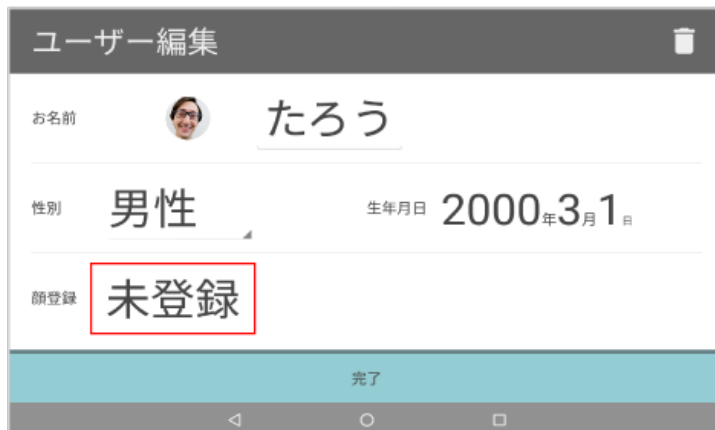 ユーザー編集
お名前 たろう
性別 男性 生年月日 2000年3月1日
顔登録 未登録
完了